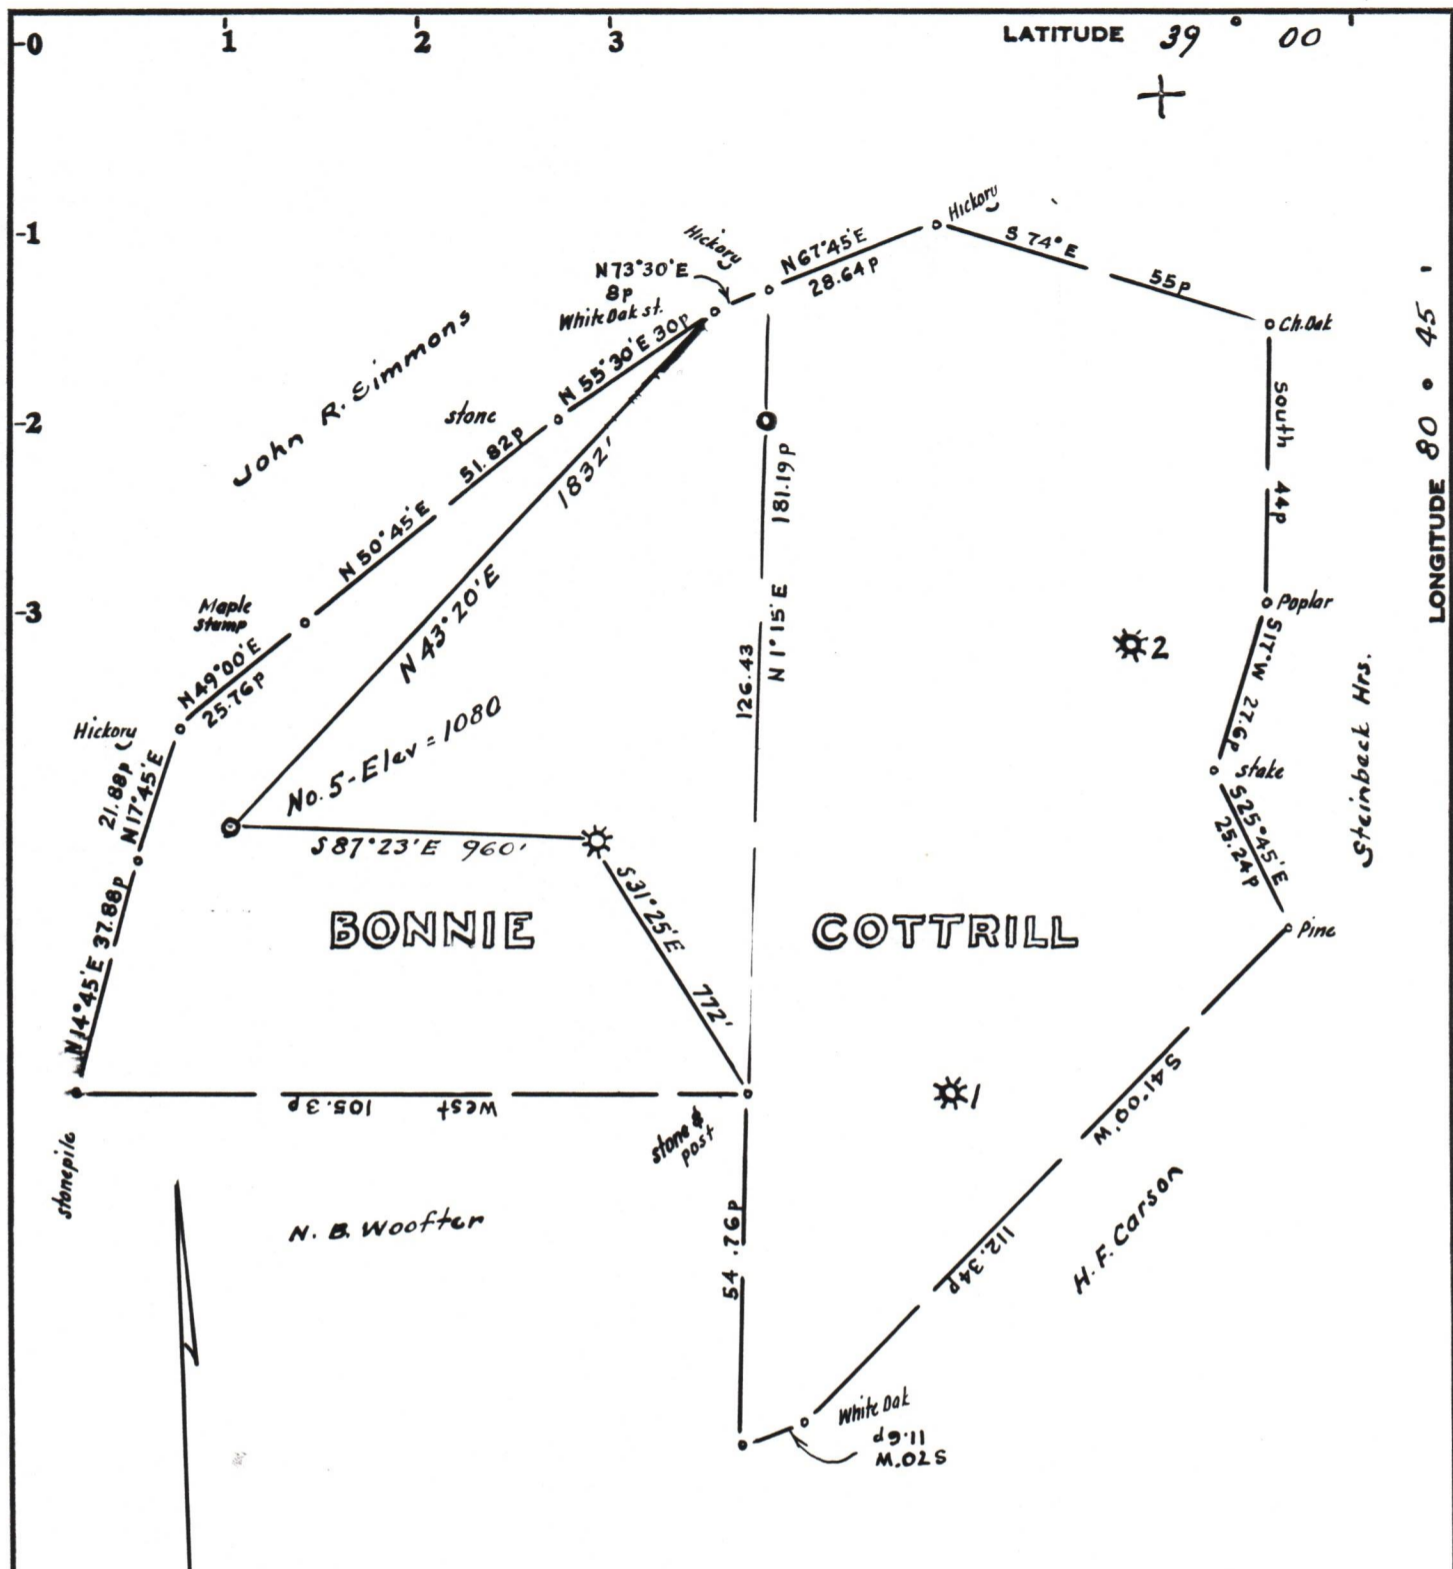 -0
1
2
3
LATITUDE 39 ° 00 '
-1
-2
-3
LONGITUDE 80 ° 45 '
Hickory
N 67°45'E
28.64p
Hickory
S 74° E
55p
Ch.Oak
N 73°30'E
8p
White Oak st.
N 55°30'E 30p
John R. Simmons
stone
51.82p
N 50°45'E
1832'
N 43°20'E
181.19P
N 1°15'E
126.43
South 44p
Poplar
2
S17°W 27.6p
Stake
S25°45'E
25.24p
Pine
Steinback Hrs.
Maple
Stump
N49°00'E
25.76p
Hickory
21.88p
N17°45'E
No. 5 - Elev = 1080
S 87°23'E 960'
S31°25'E 772'
BONNIE COTTRILL
N14°45'E 37.88p
West 105.3p
stone &
post
1
S 41°00'W
112.34p
H. F. Carson
stonepile
N. B. Woofter
54.76p
White Oak
11.6p
S70°W